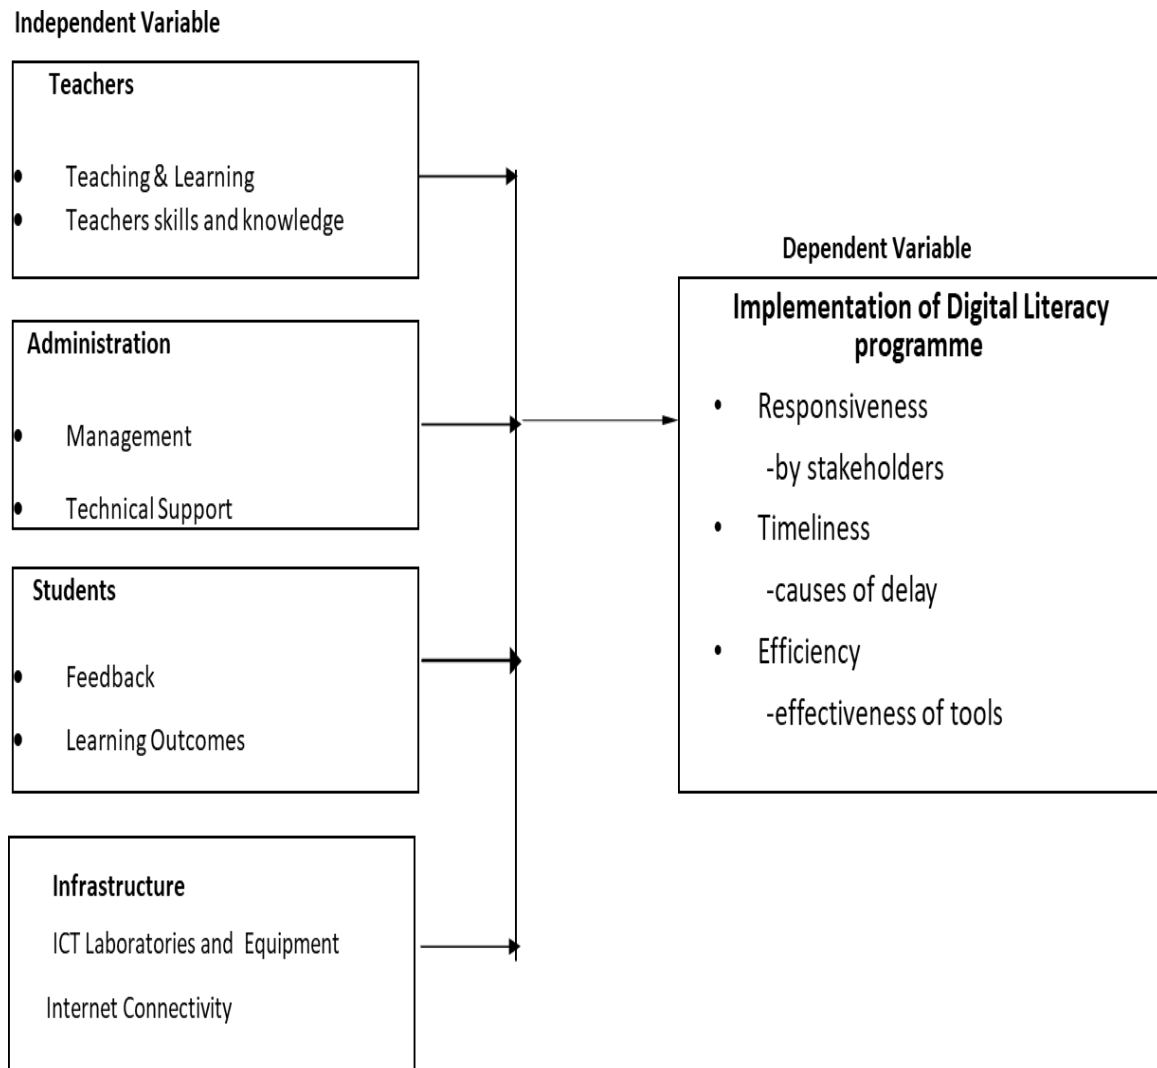 Independent Variable
Teachers
• Teaching & Learning
• Teachers skills and knowledge
Administration
• Management
• Technical Support
Students
• Feedback
• Learning Outcomes
Infrastructure
ICT Laboratories and Equipment
Internet Connectivity
Dependent Variable
Implementation of Digital Literacy
programme
• Responsiveness
-by stakeholders
• Timeliness
-causes of delay
• Efficiency
-effectiveness of tools